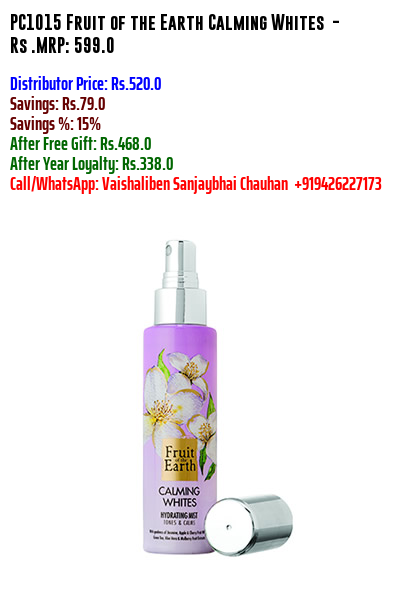 PC1015 Fruit of the Earth Calming Whites -
Rs .MRP: 599.0
Distributor Price: Rs.520.0
Savings: Rs.79.0
Savings %: 15%
After Free Gift: Rs.468.0
After Year Loyalty: Rs.338.0
Call/WhatsApp: Vaishaliben Sanjaybhai Chauhan +919426227173
Fruit
of the
Earth
CALMING
WHITES
HYDRATING MIST
TONES & CALMS